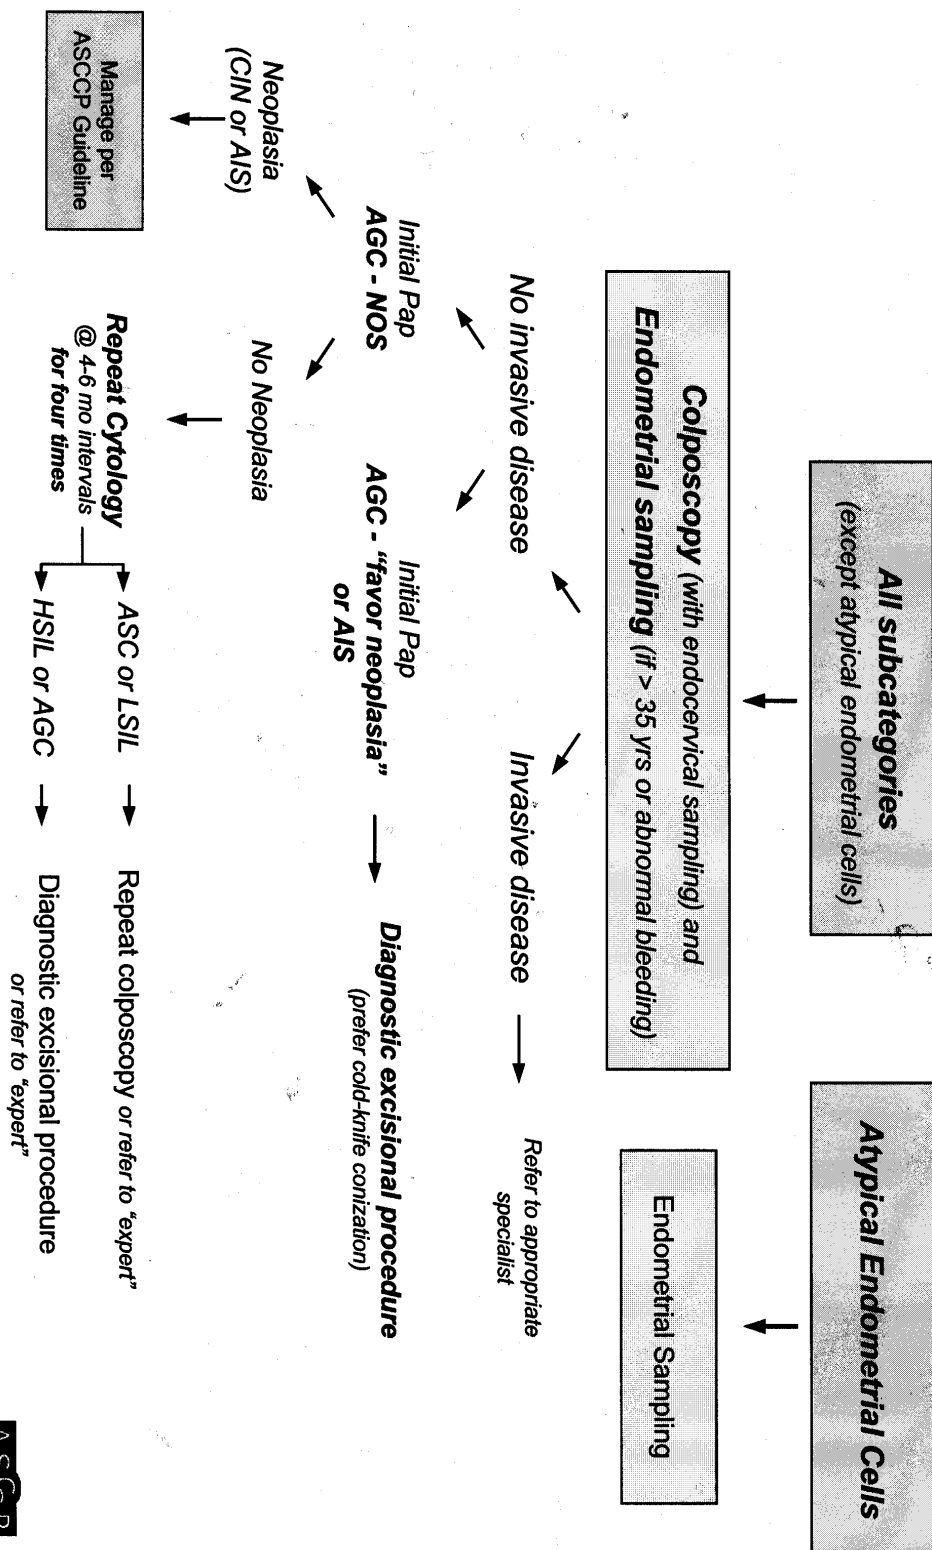 All subcategories
(except atypical endometrial cells)
Atypical Endometrial Cells
Colposcopy (with endocervical sampling) and
Endometrial sampling (if > 35 yrs or abnormal bleeding)
Endometrial Sampling
No invasive disease
Invasive disease
Refer to appropriate
specialist
Initial Pap
AGC - NOS
Initial Pap
AGC - “favor neoplasia”
or AIS
Diagnostic excisional procedure
(prefer cold-knife conization)
Neoplasia
(CIN or AIS)
No Neoplasia
Manage per
ASCCP Guideline
Repeat Cytology
@ 4-6 mo intervals
for four times
ASC or LSIL
Repeat colposcopy or refer to “expert”
HSIL or AGC
Diagnostic excisional procedure
or refer to “expert”